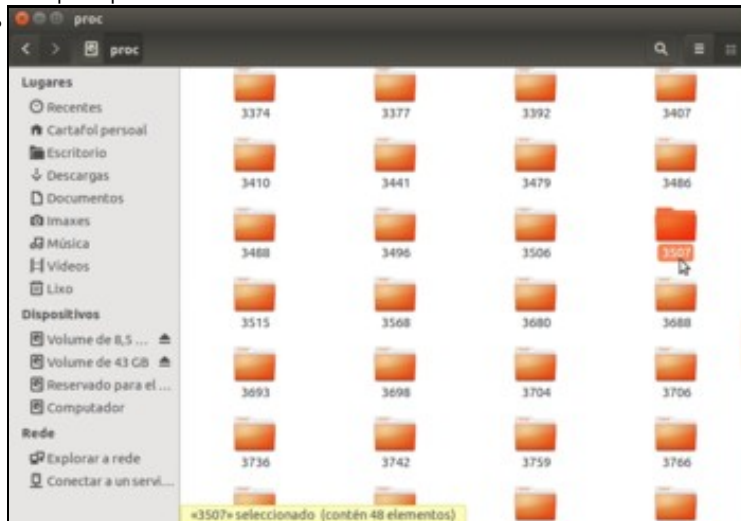 proc
proc
Lugares
Recentes
Cartafol persoal
Escritorio
Descargas
Documentos
Imaxes
Música
Vídeos
Lixo
Dispositivos
Volume de 8,5 ...
Volume de 43 GB
Reservado para el ...
Computador
Rede
Explorar a rede
Conectar a un servi...
3374 3377 3392 3407
3410 3441 3479 3486
3488 3496 3506 3507
3515 3568 3680 3688
3693 3698 3704 3706
3736 3742 3759 3766
«3507» seleccionado (contén 48 elementos)